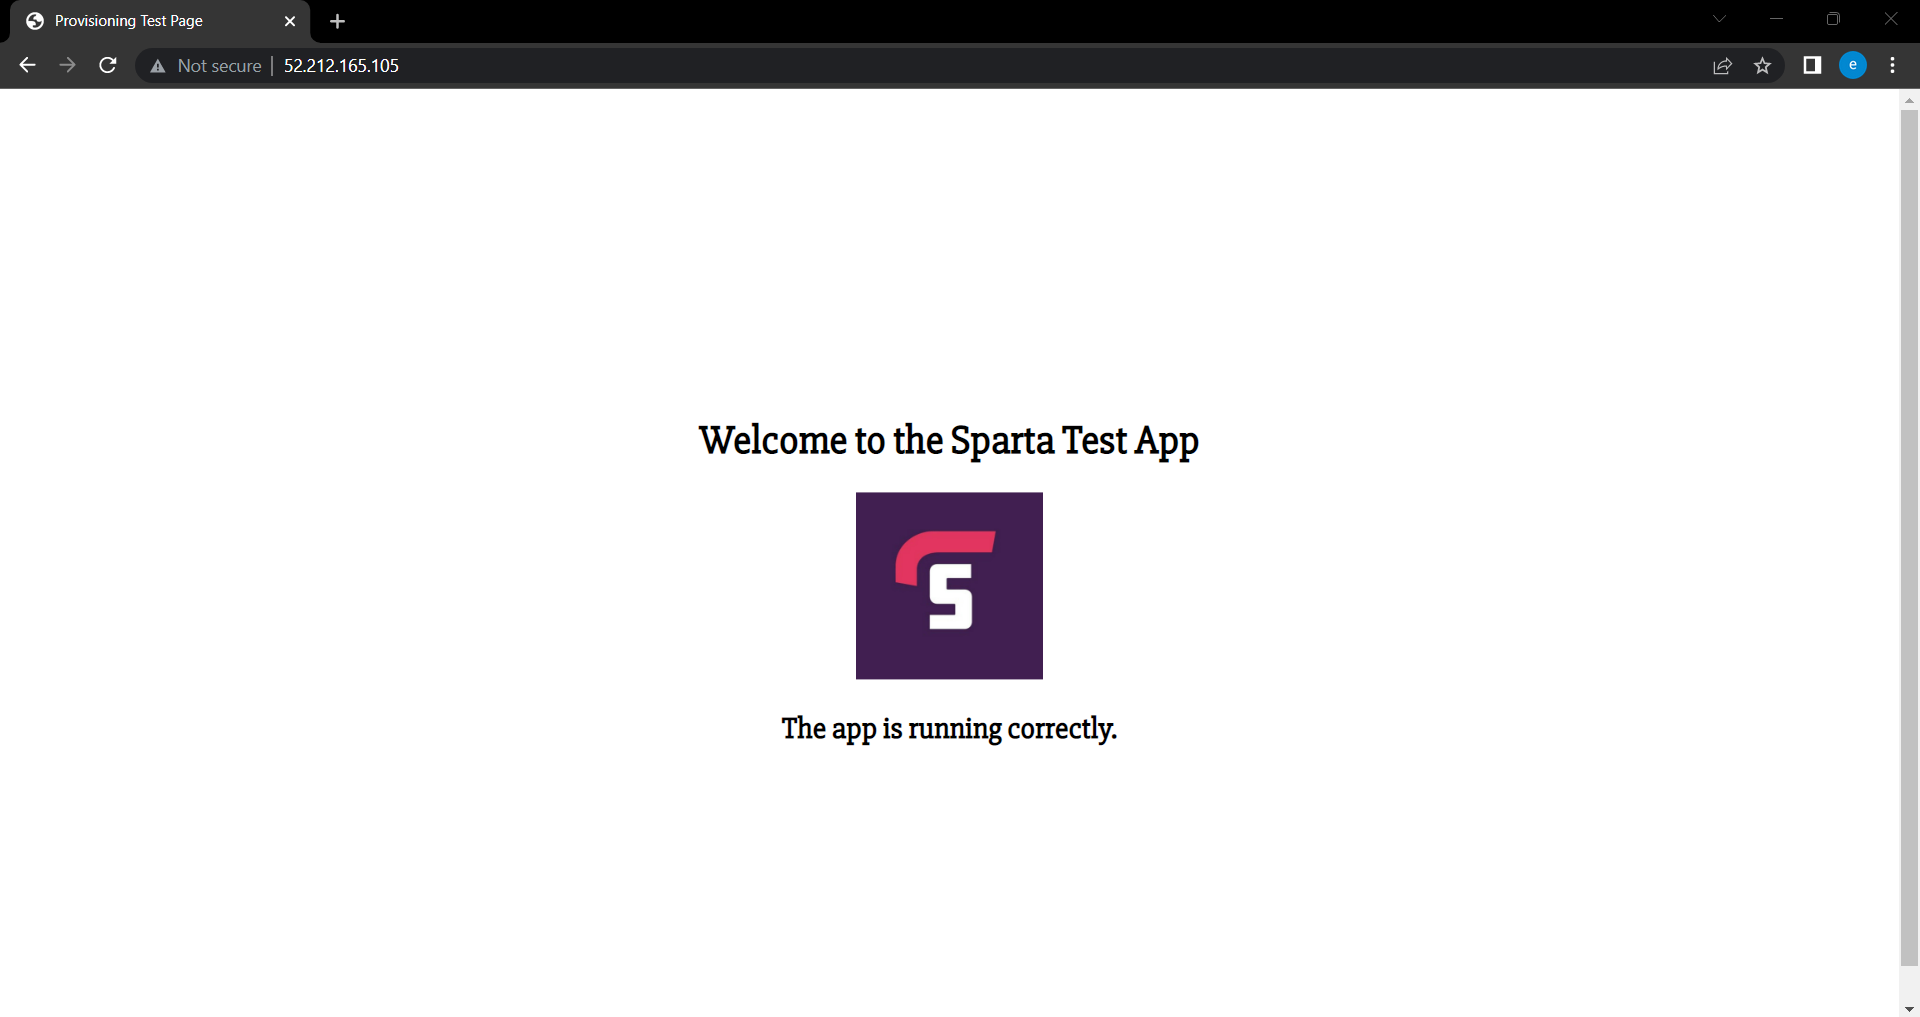 Provisioning Test Page
Not secure
52.212.165.105
e
Welcome to the Sparta Test App
S
The app is running correctly.